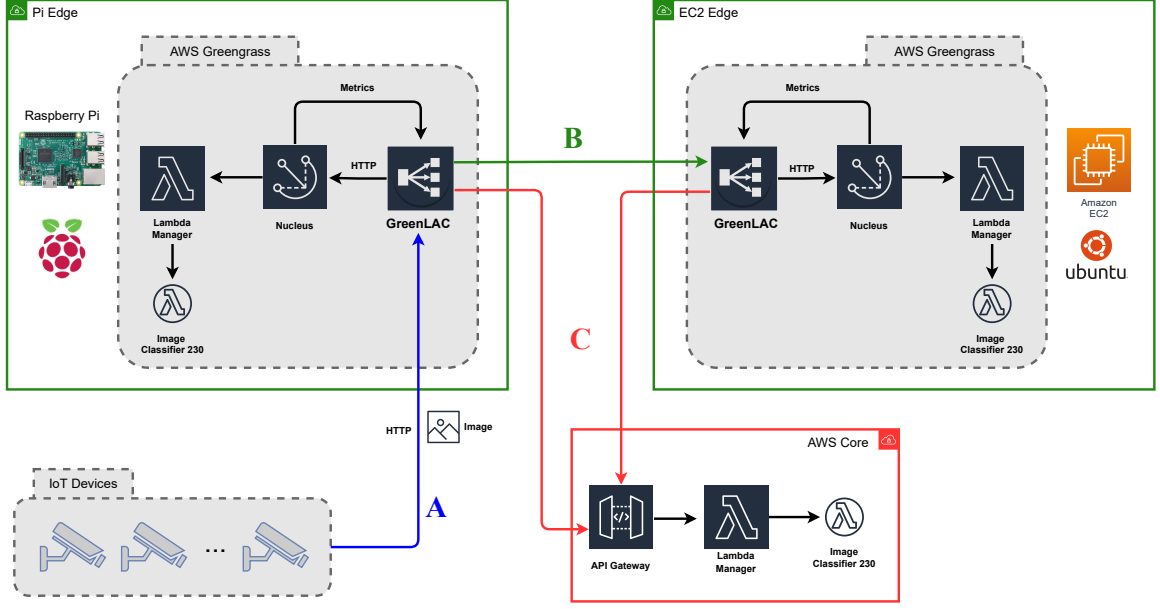 Pi Edge
EC2 Edge
AWS Greengrass
AWS Greengrass
Metrics
Metrics
Raspberry Pi
B
HTTP
HTTP
Lambda
Manager
Nucleus
GreenLAC
GreenLAC
Nucleus
Lambda
Manager
Amazon
EC2
ubuntu
Image
Classifier 230
C
Image
Classifier 230
HTTP
Image
AWS Core
IoT Devices
A
...
</>
API Gateway
Lambda
Manager
Image
Classifier 230